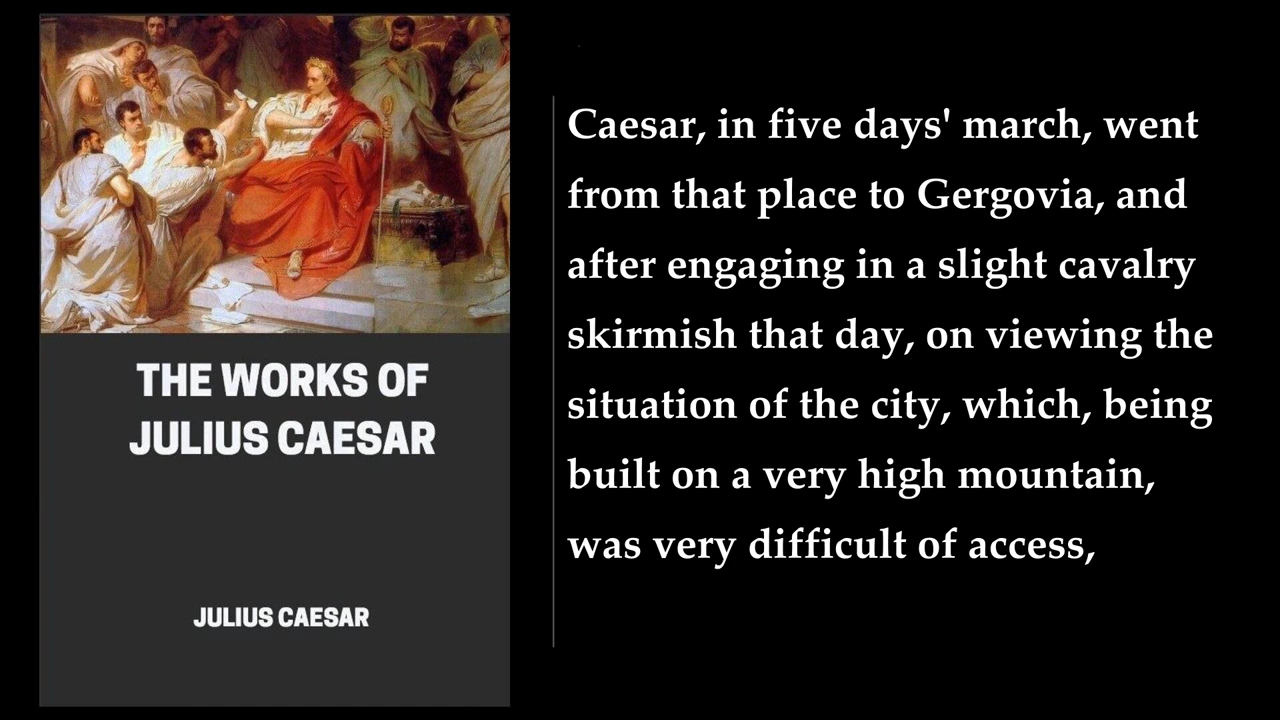 THE WORKS OF
JULIUS CAESAR
JULIUS CAESAR
Caesar, in five days' march, went
from that place to Gergovia, and
after engaging in a slight cavalry
skirmish that day, on viewing the
situation of the city, which, being
built on a very high mountain,
was very difficult of access,